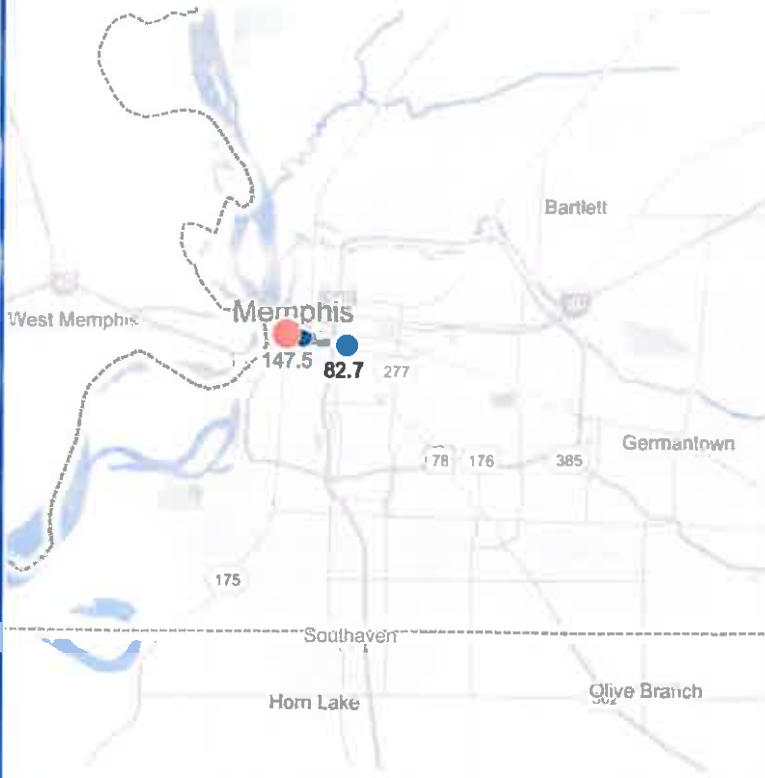 Bartlett
Memphis
West Memphis
147.5
82.7
277
Germantown
78
176
385
175
Southaven
Horn Lake
Olive Branch
302